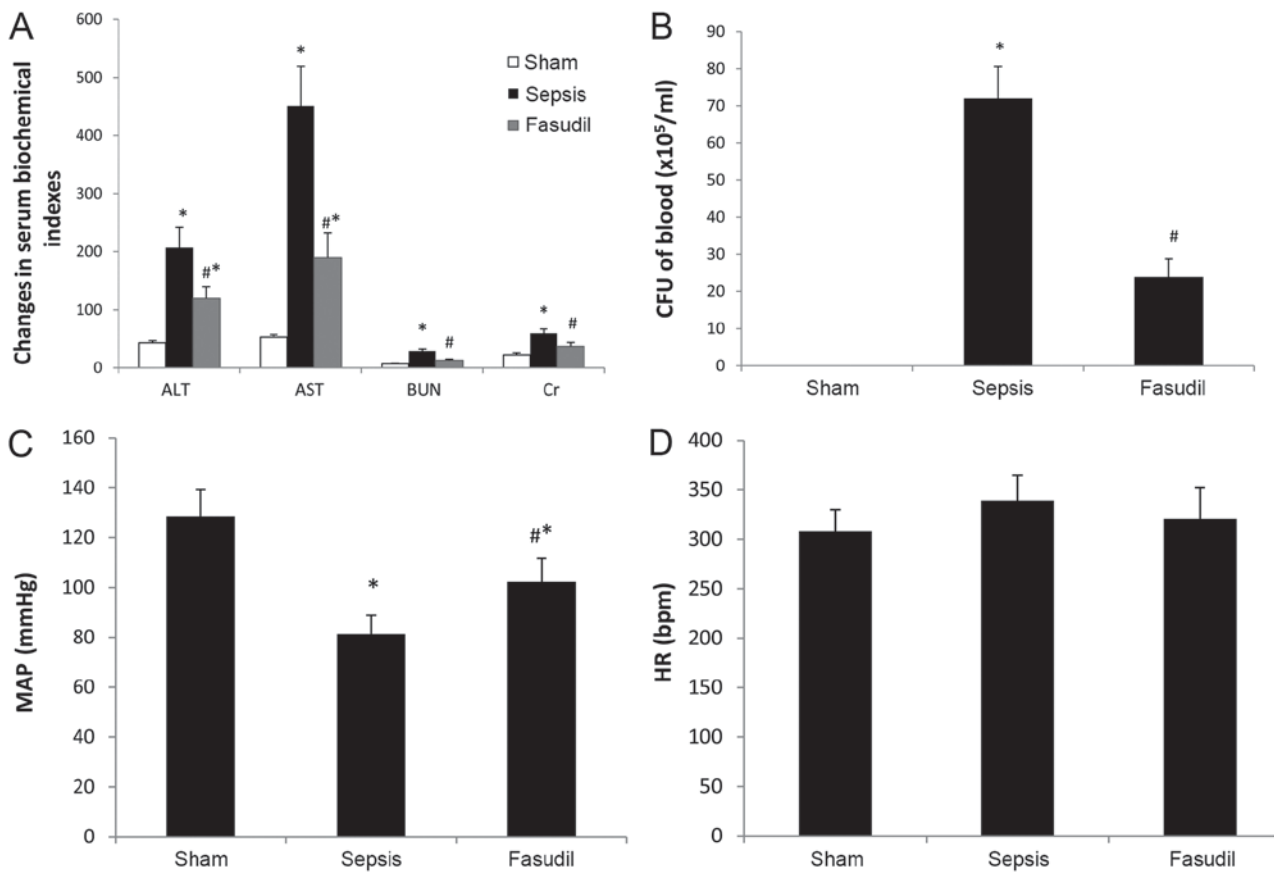 A
Changes in serum biochemical
indexes
600
500
400
300
200
100
0
*
#*
*
#*
*
#
*
#
Sham
Sepsis
Fasudil
ALT AST BUN Cr
B
CFU of blood (x10⁵/ml)
90
80
70
60
50
40
30
20
10
0
*
#
Sham Sepsis Fasudil
C
MAP (mmHg)
160
140
120
100
80
60
40
20
0
*
#*
Sham Sepsis Fasudil
D
HR (bpm)
400
350
300
250
200
150
100
50
0
Sham Sepsis Fasudil